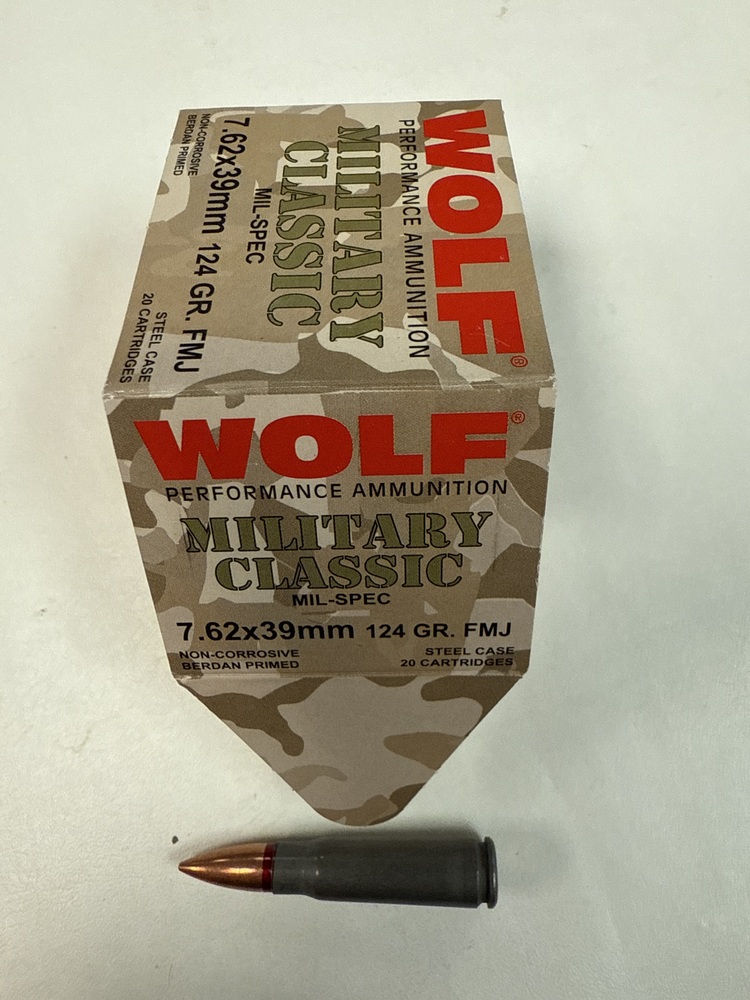 WOLF®
PERFORMANCE AMMUNITION
MILITARY
CLASSIC
MIL-SPEC
7.62x39mm 124 GR. FMJ
NON-CORROSIVE
BERDAN PRIMED
STEEL CASE
20 CARTRIDGES
WOLF®
PERFORMANCE AMMUNITION
MILITARY
CLASSIC
MIL-SPEC
7.62x39mm 124 GR. FMJ
NON-CORROSIVE
BERDAN PRIMED
STEEL CASE
20 CARTRIDGES